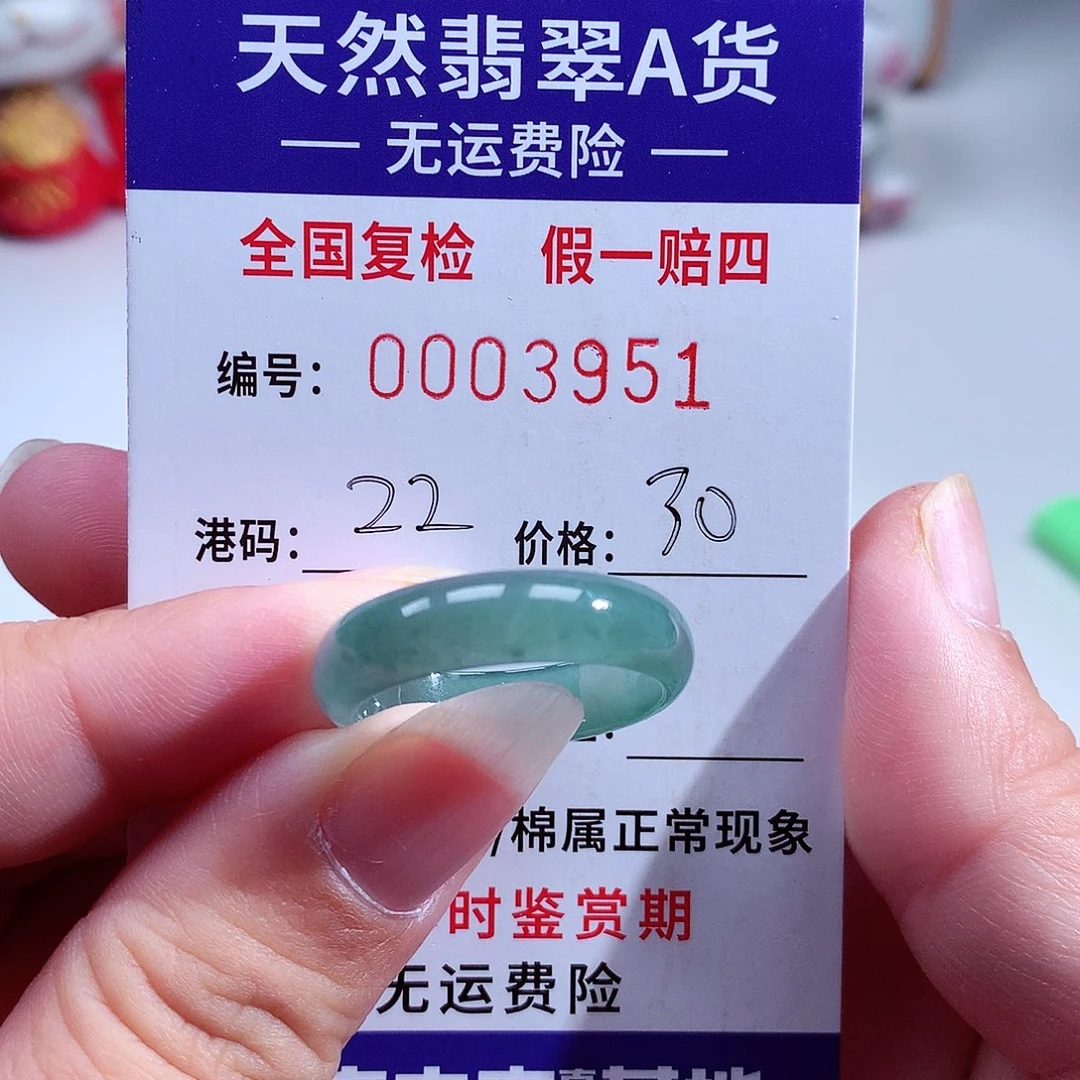 天然翡翠A货
— 无运费险 —
全国复检 假一赔四
编号: 0003951
港码: 22 价格: 30
/棉属正常现象
时鉴赏期
无运费险